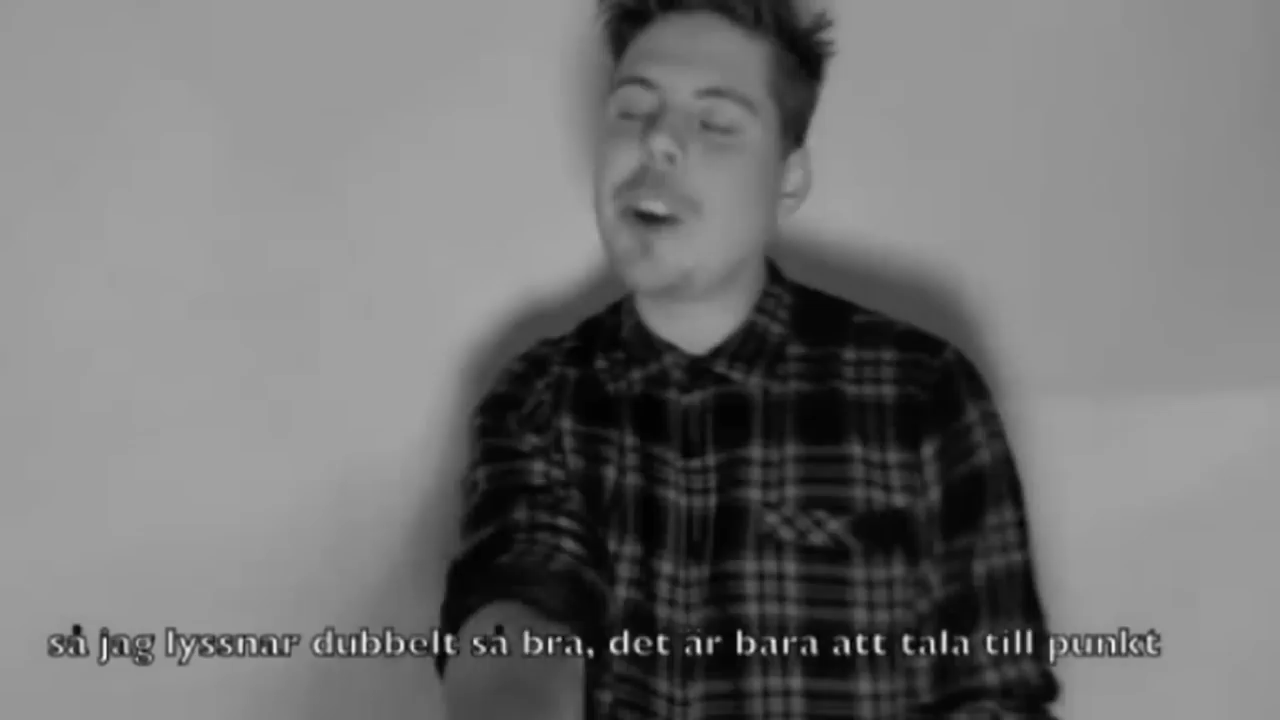 så jag lyssnar dubbelt så bra, det är bara att tala till punkt